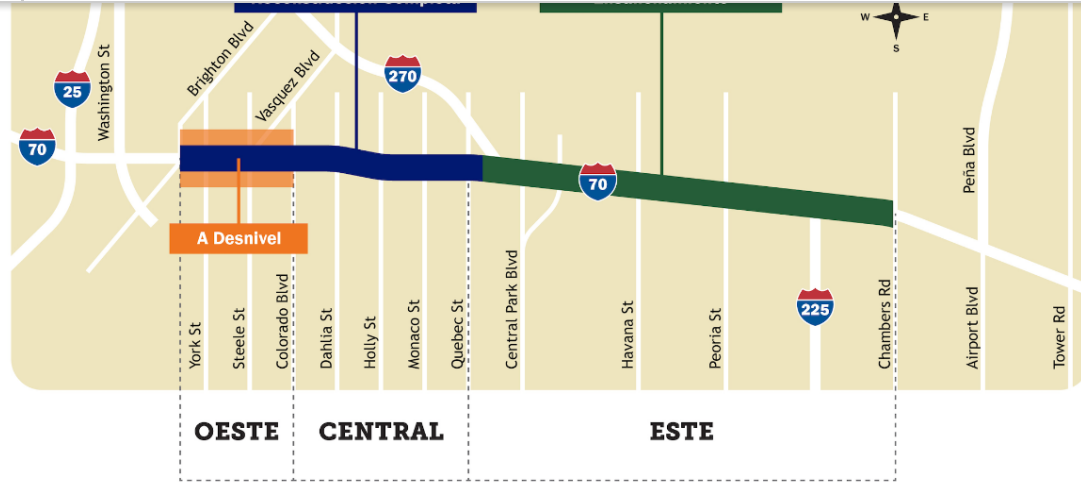 W
E
S
Brighton Blvd
Vasquez Blvd
Washington St
25
270
70
70
A Desnivel
Peña Blvd
225
York St
Steele St
Colorado Blvd
Dahlia St
Holly St
Monaco St
Quebec St
Central Park Blvd
Havana St
Peoria St
Chambers Rd
Airport Blvd
Tower Rd
OESTE
CENTRAL
ESTE